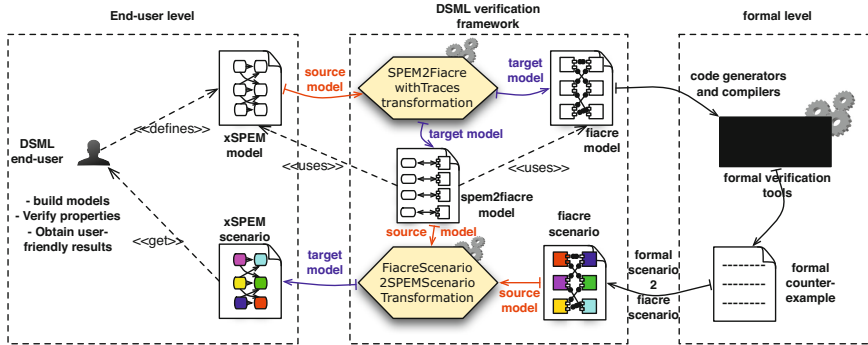 End-user level
DSML verification
framework
formal level
SPEM2Fiacre
withTraces
transformation
source
model
target
model
code generators
and compilers
<<defines>>
xSPEM
model
DSML
end-user
target model
fiacre
model
<<uses>>
<<uses>>
formal verification
tools
spem2fiacre
model
- build models
- Verify properties
- Obtain user-
friendly results
xSPEM
scenario
fiacre
scenario
source model
<<get>>
target
model
FiacreScenario
2SPEMScenario
Transformation
source
model
formal
scenario
2
fiacre
scenario
formal
counter-
example